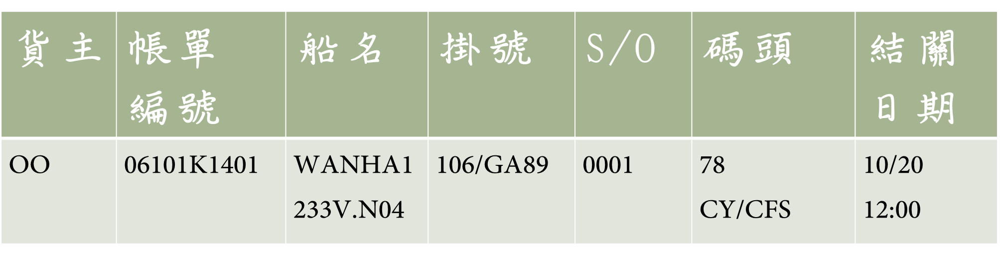 貨主 帳單編號 船名 掛號 S/O 碼頭 結關日期
OO 06101K1401 WANHA1 106/GA89 0001 78 10/20
233V.N04 CY/CFS 12:00